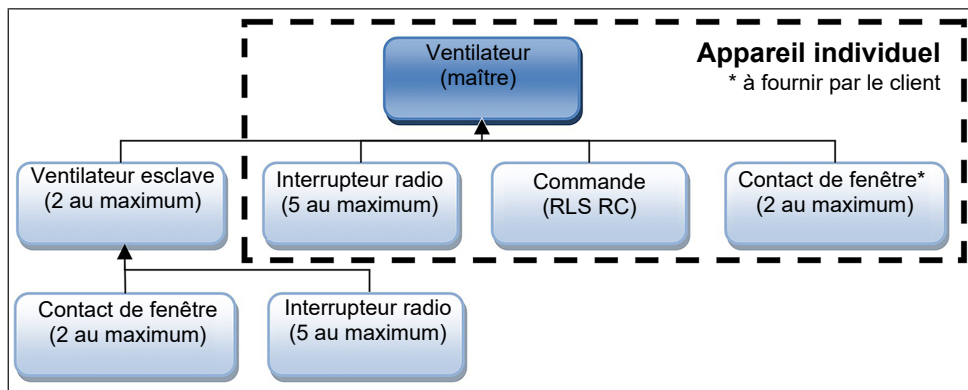 Ventilateur
(maître)
Appareil individuel
* à fournir par le client
Ventilateur esclave
(2 au maximum)
Interrupteur radio
(5 au maximum)
Commande
(RLS RC)
Contact de fenêtre*
(2 au maximum)
Contact de fenêtre
(2 au maximum)
Interrupteur radio
(5 au maximum)